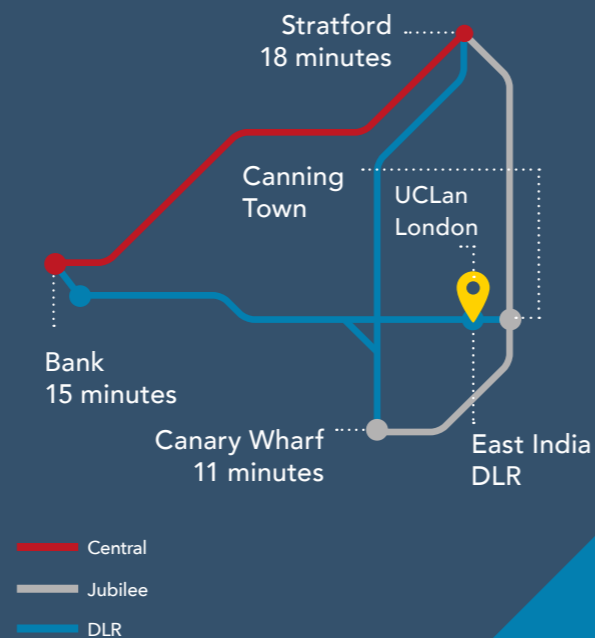 Stratford
18 minutes
Canning
Town
UCLan
London
Bank
15 minutes
Canary Wharf
11 minutes
East India
DLR
Central
Jubilee
DLR